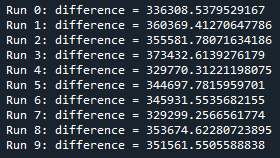 Run 0: difference = 336308.5379529167
Run 1: difference = 360369.41270647786
Run 2: difference = 355581.78071634186
Run 3: difference = 373432.6139276179
Run 4: difference = 329770.31221198075
Run 5: difference = 344697.7815959701
Run 6: difference = 345931.5535682155
Run 7: difference = 329299.2566561774
Run 8: difference = 353674.62280723895
Run 9: difference = 351561.5505588838